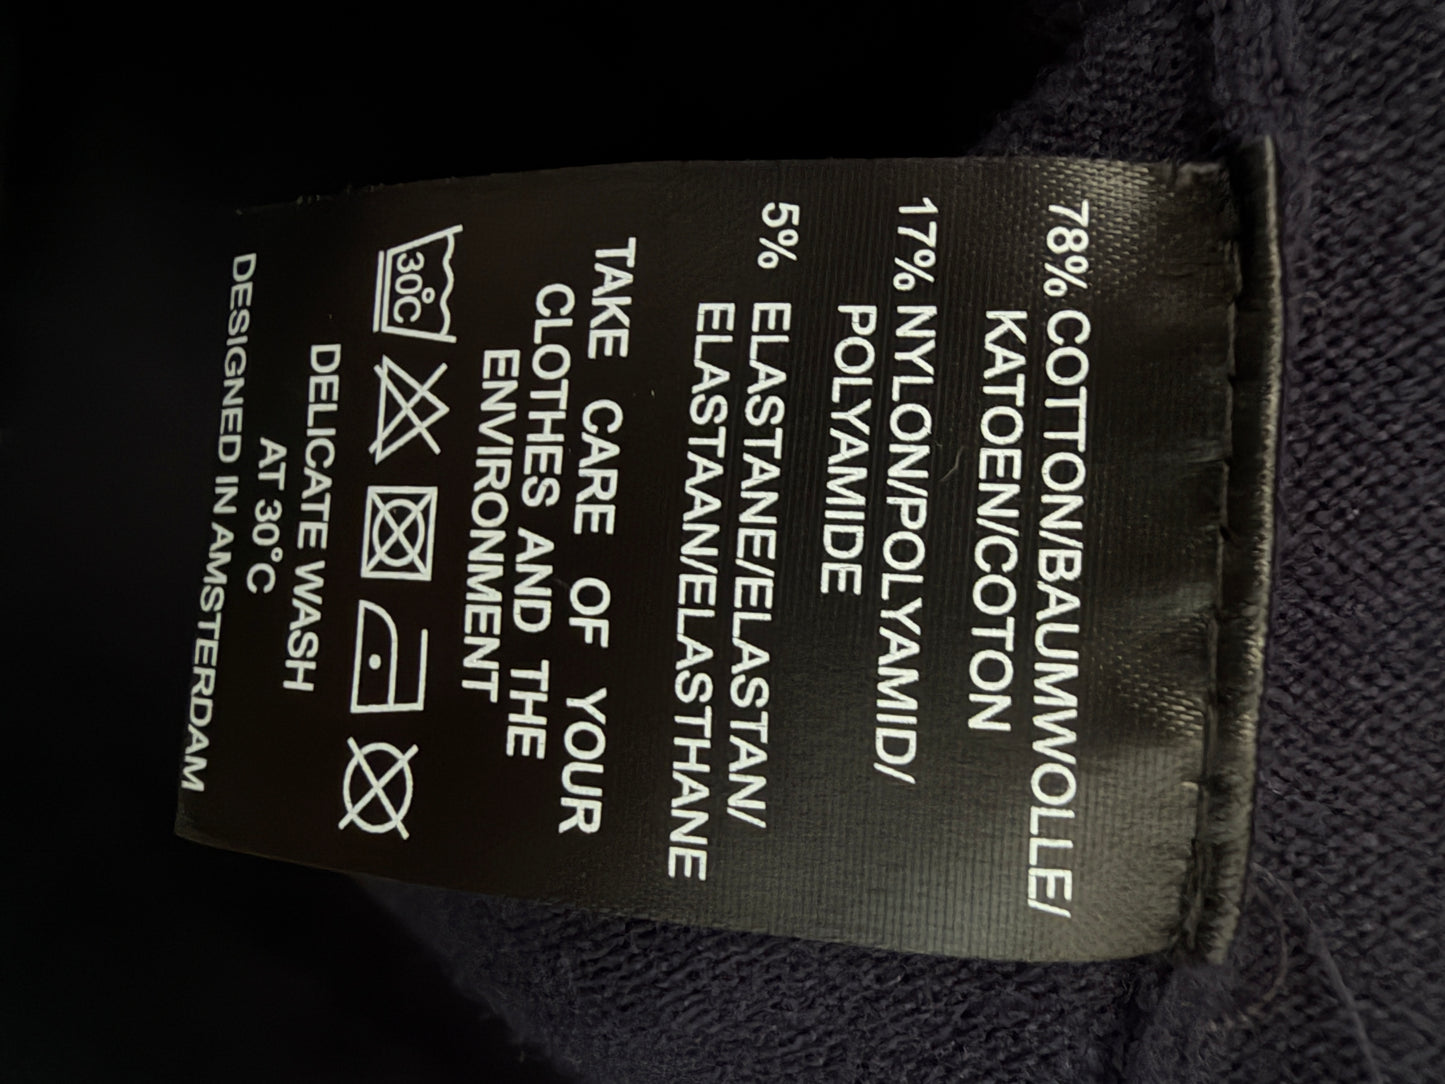 78% COTTON/BAUMWOLLE/
KATOEN/COTON
17% NYLON/POLYAMID/
POLYAMIDE
5% ELASTANE/ELASTAN/
ELASTAAN/ELASTHANE
TAKE CARE OF YOUR
CLOTHES AND THE
ENVIRONMENT
30°C
DELICATE WASH
AT 30°C
DESIGNED IN AMSTERDAM